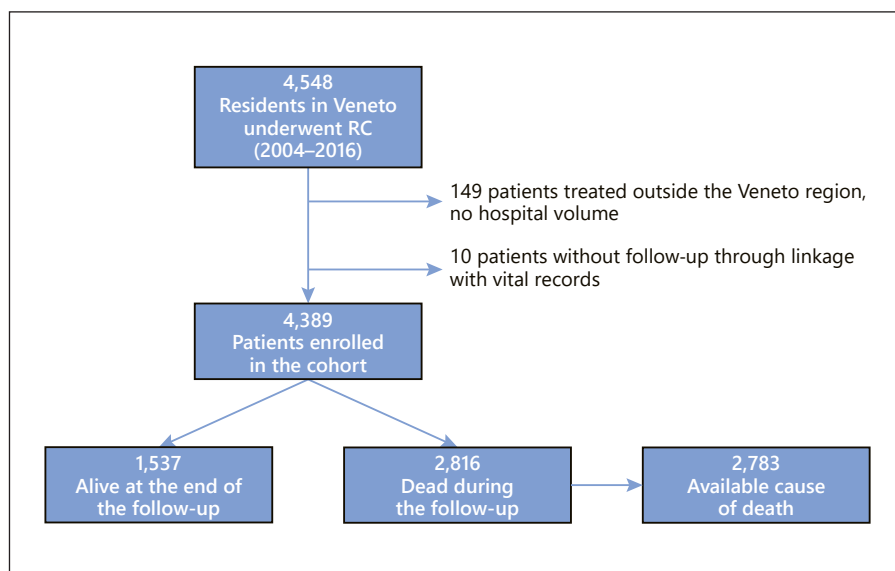 4,548
Residents in Veneto
underwent RC
(2004–2016)
149 patients treated outside the Veneto region,
no hospital volume
10 patients without follow-up through linkage
with vital records
4,389
Patients enrolled
in the cohort
1,537
Alive at the end of
the follow-up
2,816
Dead during
the follow-up
2,783
Available cause
of death